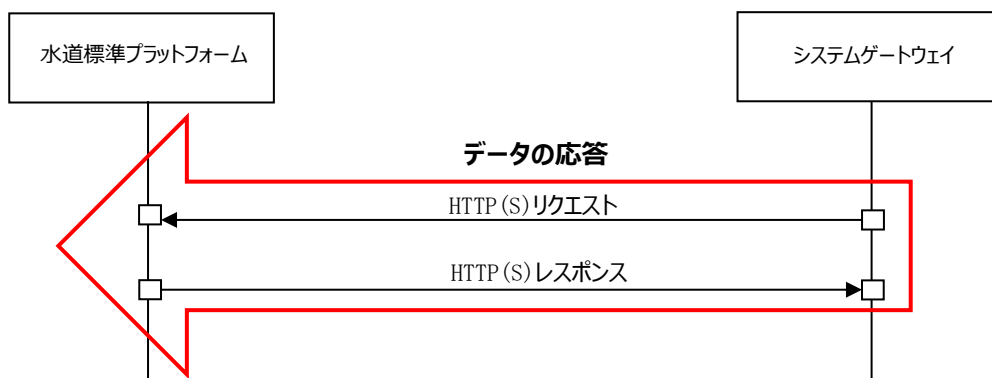 水道標準プラットフォーム
システムゲートウェイ
データの応答
HTTP(S)リクエスト
HTTP(S)レスポンス